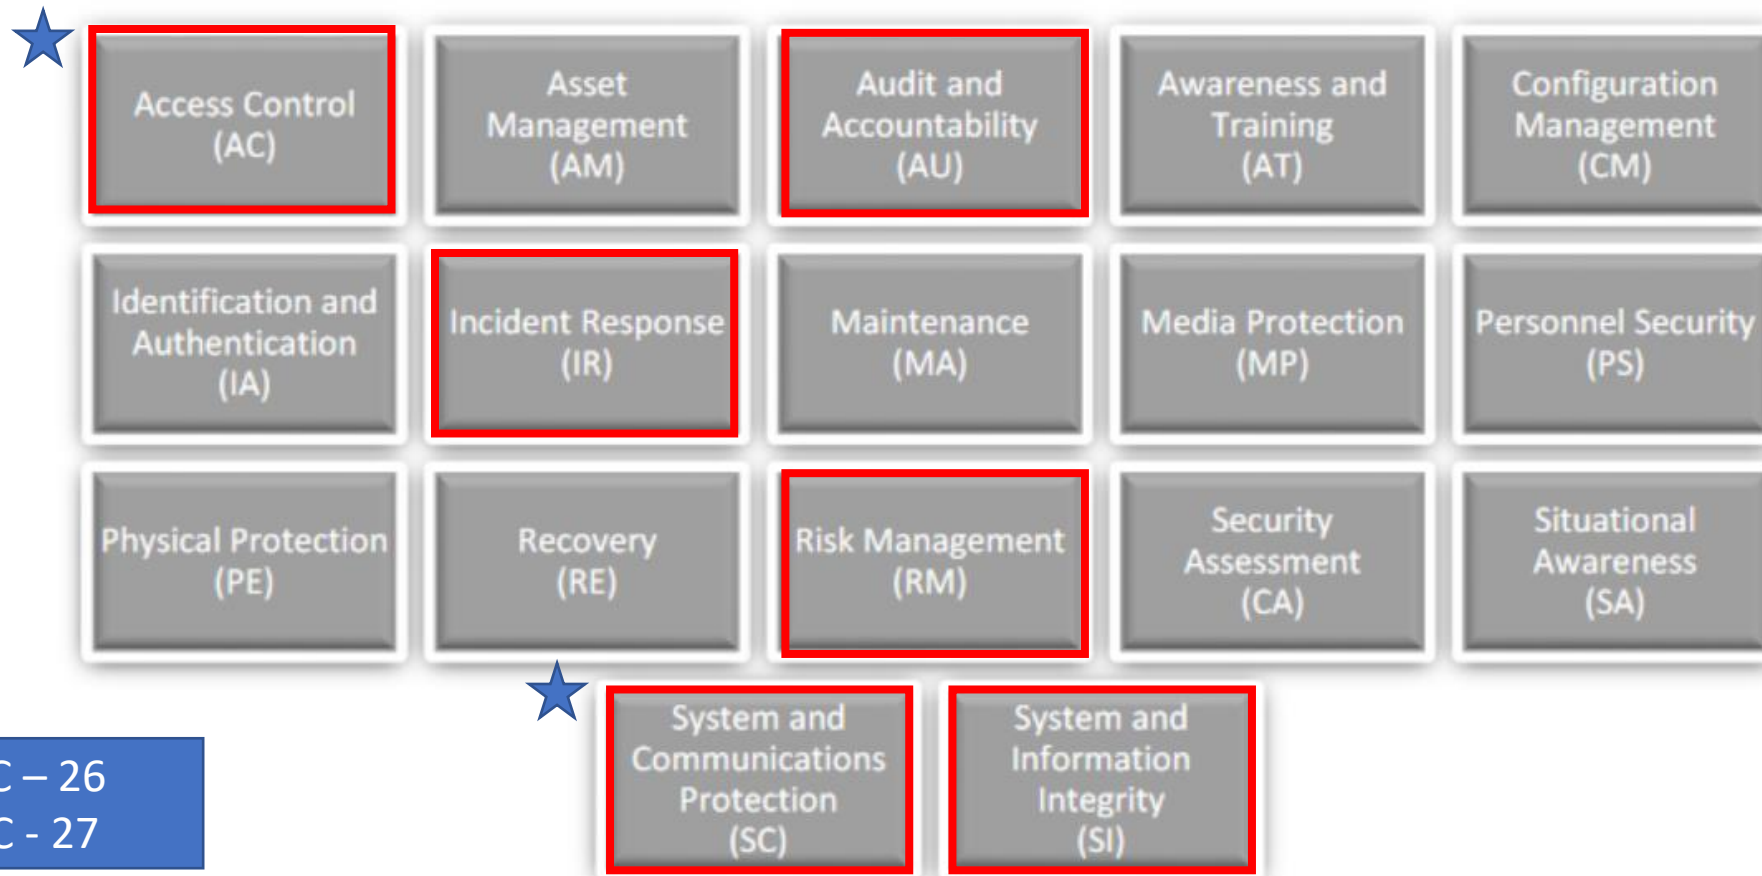 Access Control
(AC)
Asset
Management
(AM)
Audit and
Accountability
(AU)
Awareness and
Training
(AT)
Configuration
Management
(CM)
Identification and
Authentication
(IA)
Incident Response
(IR)
Maintenance
(MA)
Media Protection
(MP)
Personnel Security
(PS)
Physical Protection
(PE)
Recovery
(RE)
Risk Management
(RM)
Security
Assessment
(CA)
Situational
Awareness
(SA)
System and
Communications
Protection
(SC)
System and
Information
Integrity
(SI)
C – 26
C - 27